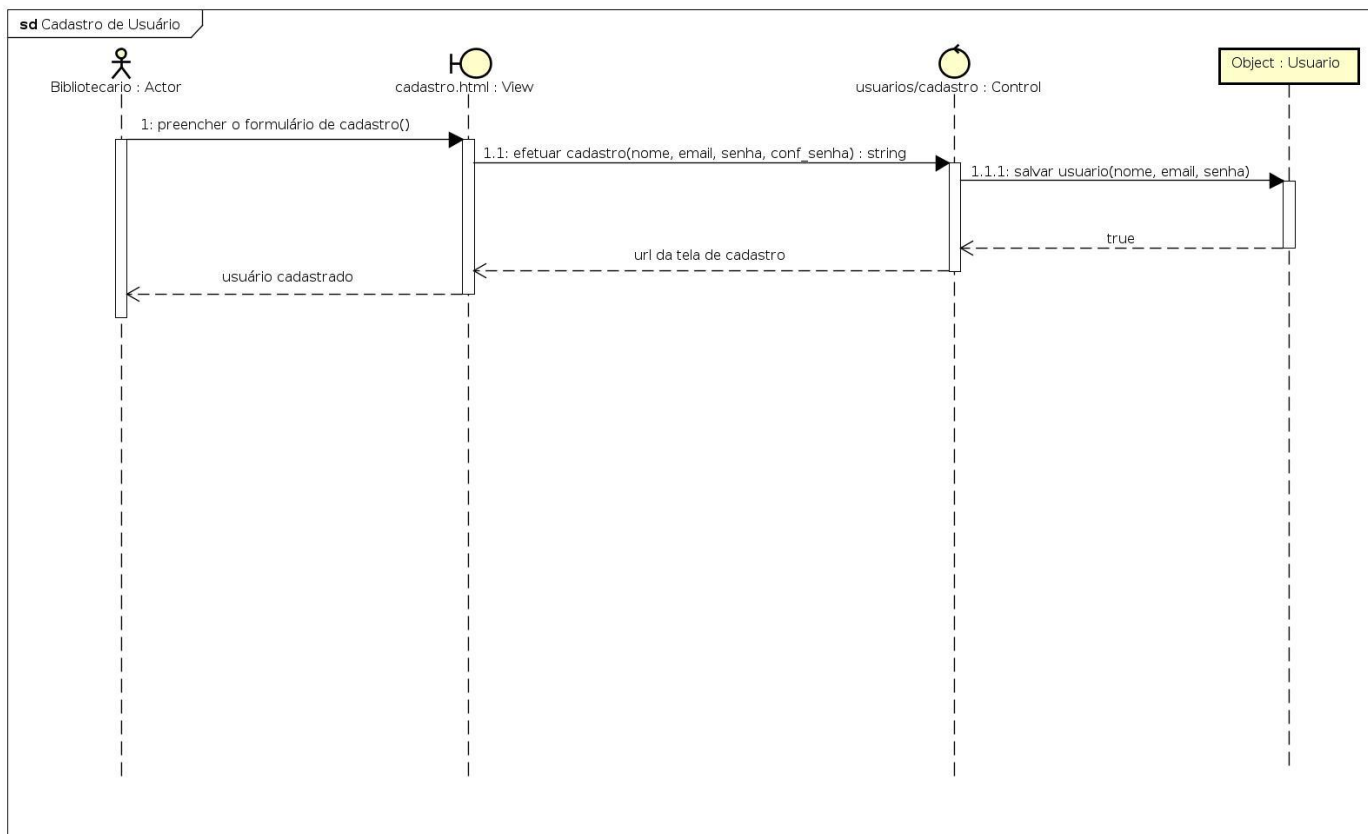 sd Cadastro de Usuário
Bibliotecario : Actor
cadastro.html : View
usuarios/cadastro : Control
Object : Usuario
1: preencher o formulário de cadastro()
1.1: efetuar cadastro(nome, email, senha, conf_senha) : string
1.1.1: salvar usuario(nome, email, senha)
true
url da tela de cadastro
usuário cadastrado